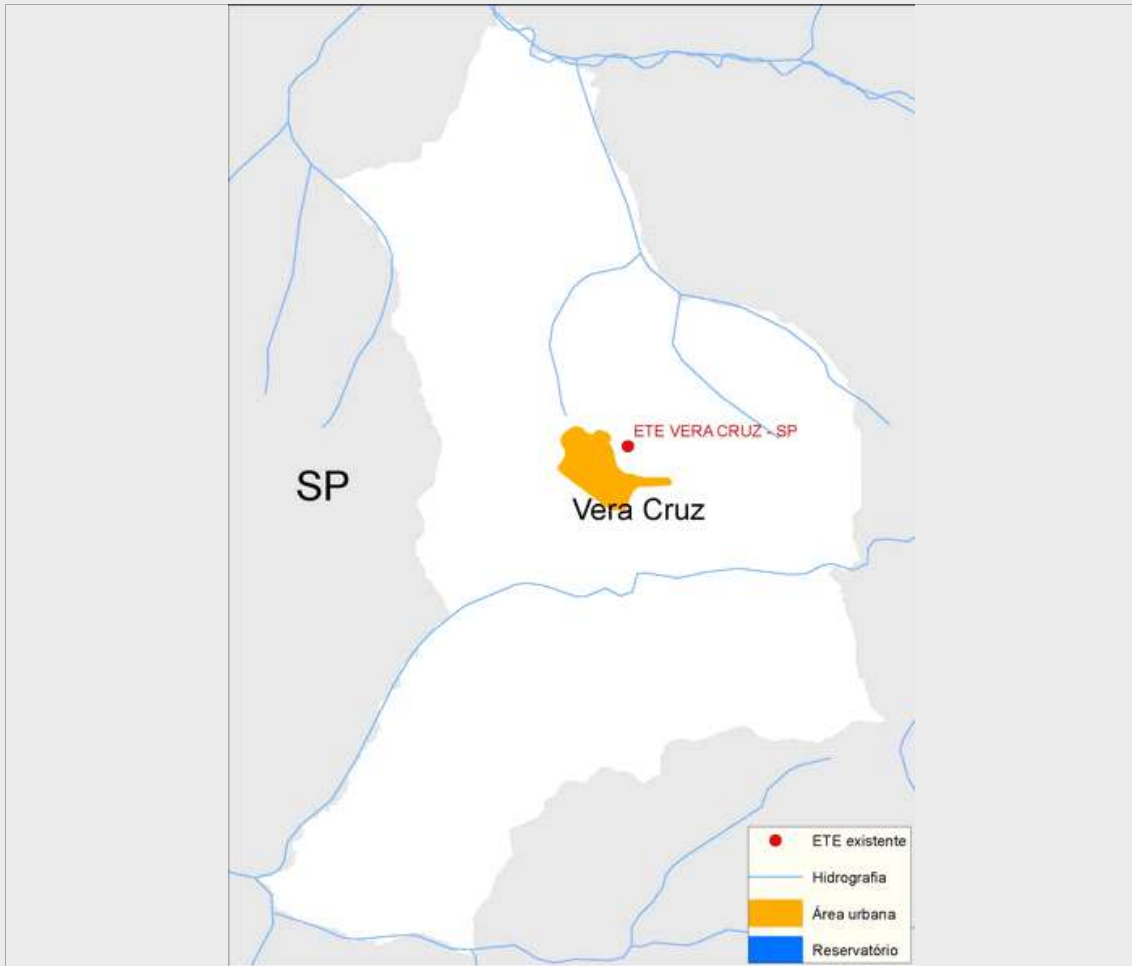 ETE VERA CRUZ - SP
SP
Vera Cruz
ETE existente
Hidrografia
Área urbana
Reservatório